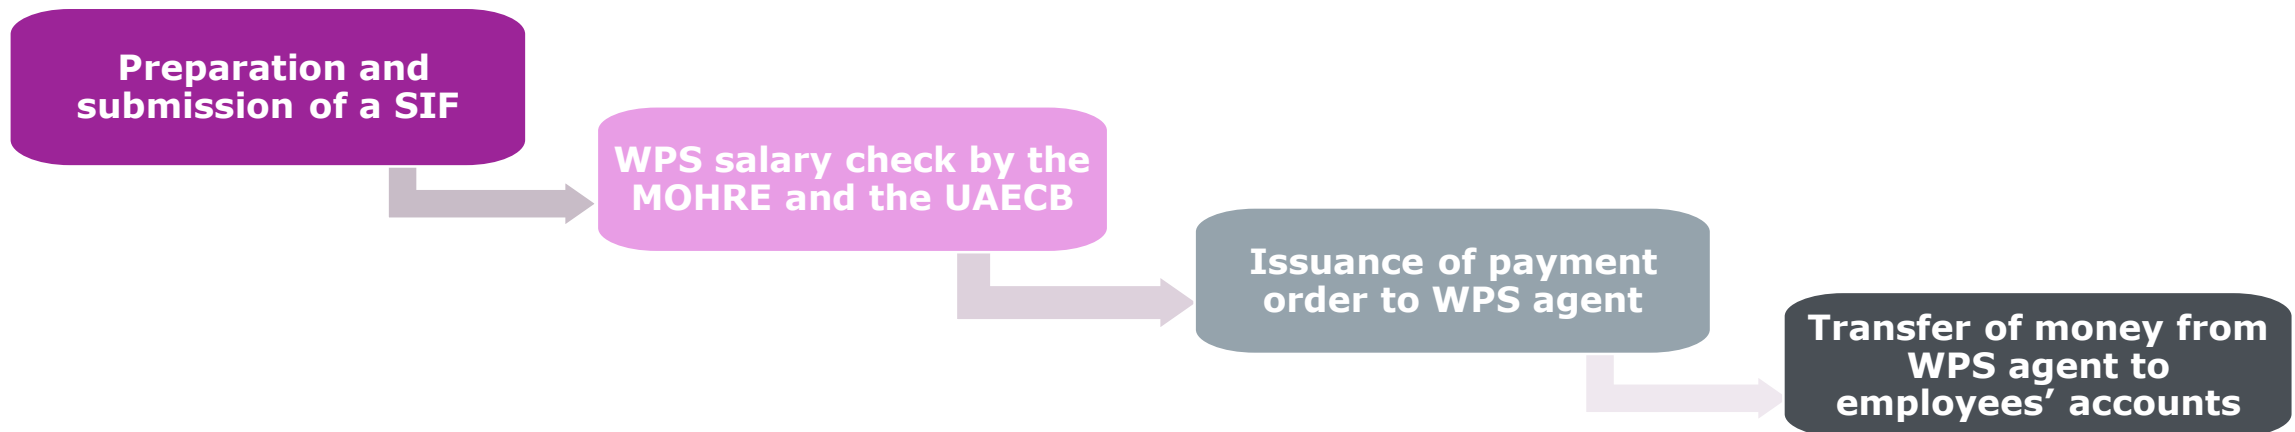 Preparation and
submission of a SIF
WPS salary check by the
MOHRE and the UAECB
Issuance of payment
order to WPS agent
Transfer of money from
WPS agent to
employees’ accounts